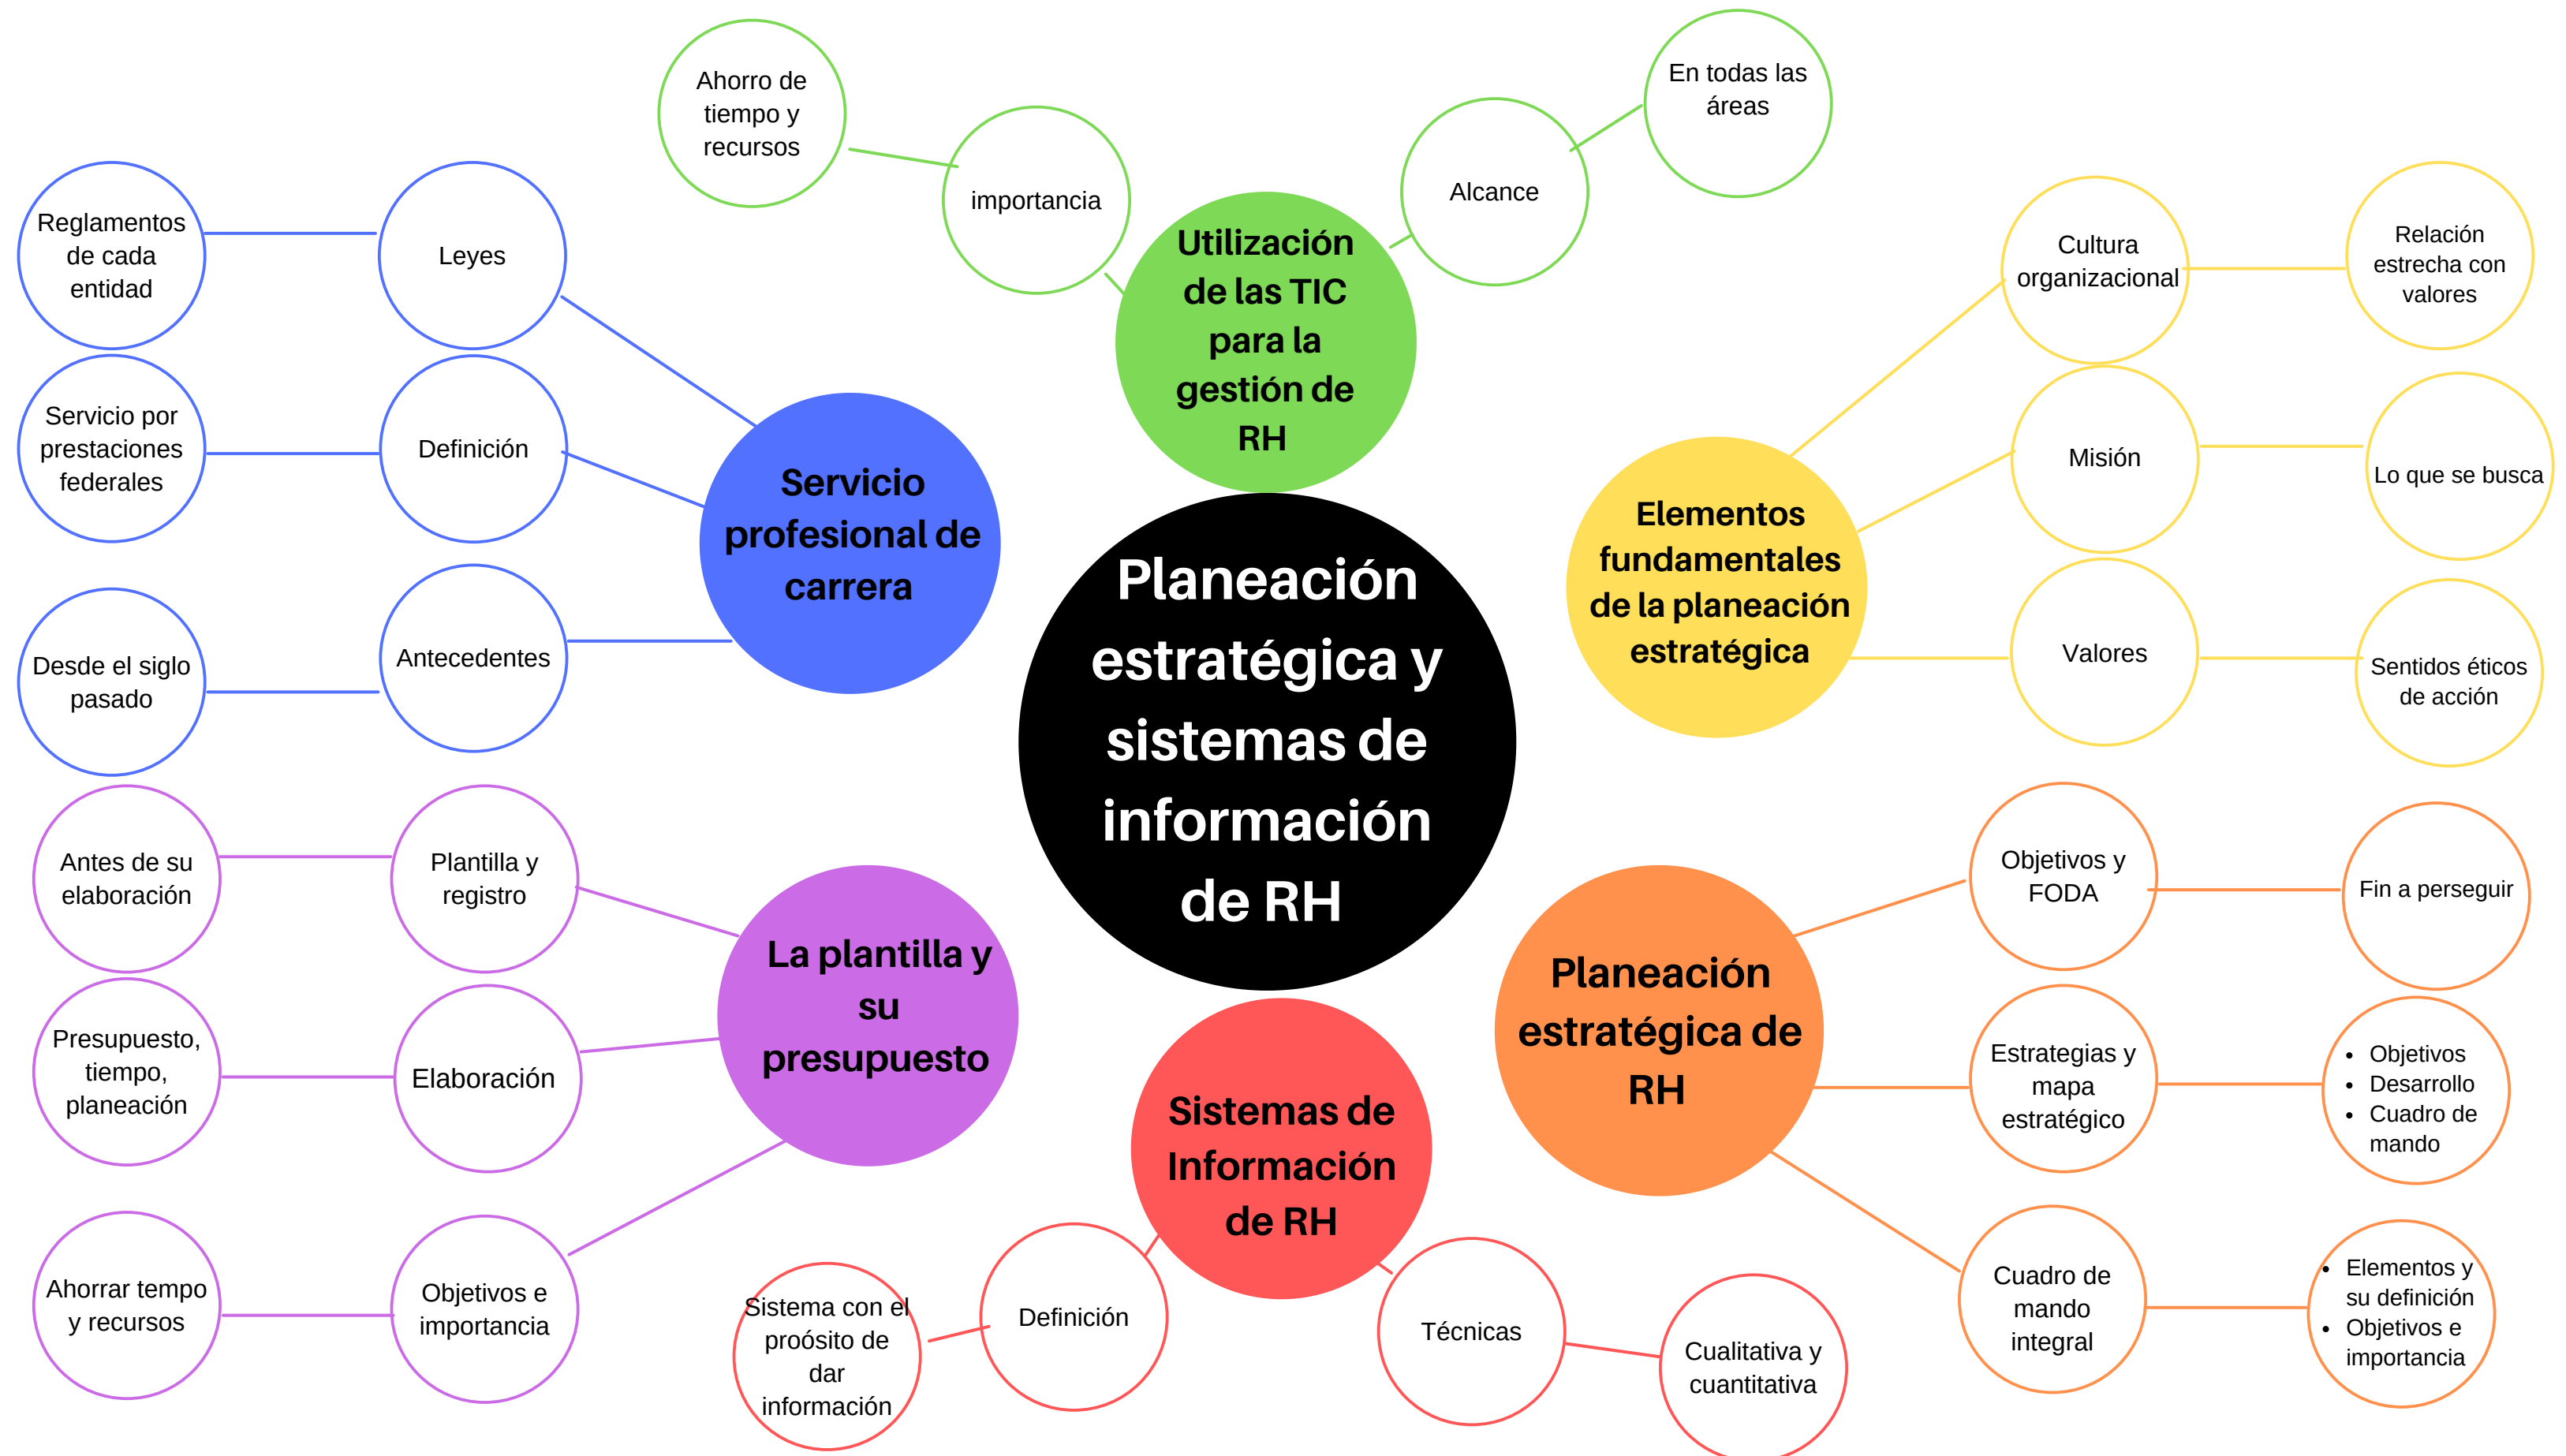 Planeación
estratégica y
sistemas de
información
de RH
Utilización
de las TIC
para la
gestión de
RH
importancia
Ahorro de
tiempo y
recursos
Alcance
En todas las
áreas
Elementos
fundamentales
de la planeación
estratégica
Cultura
organizacional
Relación
estrecha con
valores
Misión
Lo que se busca
Valores
Sentidos éticos
de acción
Planeación
estratégica de
RH
Objetivos y
FODA
Fin a perseguir
Estrategias y
mapa
estratégico
• Objetivos
• Desarrollo
• Cuadro de
mando
Cuadro de
mando
integral
• Elementos y
su definición
• Objetivos e
importancia
Sistemas de
Información
de RH
Técnicas
Cualitativa y
cuantitativa
Definición
Sistema con el
proósito de
dar
información
La plantilla y
su
presupuesto
Plantilla y
registro
Antes de su
elaboración
Elaboración
Presupuesto,
tiempo,
planeación
Objetivos e
importancia
Ahorrar tempo
y recursos
Servicio
profesional de
carrera
Leyes
Reglamentos
de cada
entidad
Definición
Servicio por
prestaciones
federales
Antecedentes
Desde el siglo
pasado